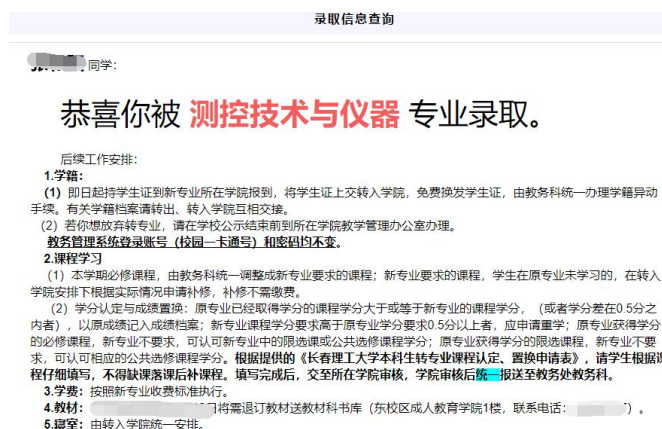 录取信息查询
同学：
恭喜你被 测控技术与仪器 专业录取。
后续工作安排：
1.学籍：
（1）即日起持学生证到新专业所在学院报到，将学生证上交转入学院，免费换发学生证，由教务科统一办理学籍异动
手续。有关学籍档案请转出、转入学院互相交接。
（2）若你想放弃转专业，请在学校公示结束前到所在学院教学管理办公室办理。
教务管理系统登录账号（校园一卡通号）和密码均不变。
2.课程学习
（1）本学期必修课程，由教务科统一调整成新专业要求的课程；新专业要求的课程，学生在原专业未学习的，在转入
学院安排下根据实际情况申请补修，补修不需缴费。
（2）学分认定与成绩置换：原专业已经取得学分的课程学分大于或等于新专业的课程学分，（或者学分差在0.5分之
内者），以原成绩记入成绩档案；新专业课程学分要求高于原专业学分要求0.5分以上者，应申请重学；原专业获得学分
的必修课程，新专业不要求，可认可新专业中的限选课或公共选修课程学分；原专业获得学分的限选课程，新专业不要
求，可认可相应的公共选修课程学分。根据提供的《长春理工大学本科生转专业课程认定、置换申请表》，请学生根据课
程仔细填写，不得缺课落课后补课程。填写完成后，交至所在学院审核，学院审核后统一报送至教务处教务科。
3.学费：按照新专业收费标准执行。
4.教材：日将需退订教材送教材科书库（东校区成人教育学院1楼，联系电话：）。
5.寝室：由转入学院统一安排。